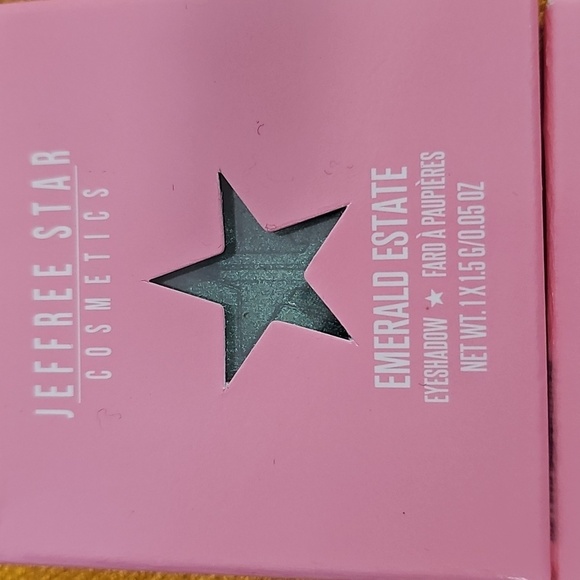 JEFFREE STAR
COSMETICS
EMERALD ESTATE
EYESHADOW ★ FARD À PAUPIÈRES
NET WT. 1 X 1.5 G/0.05 OZ